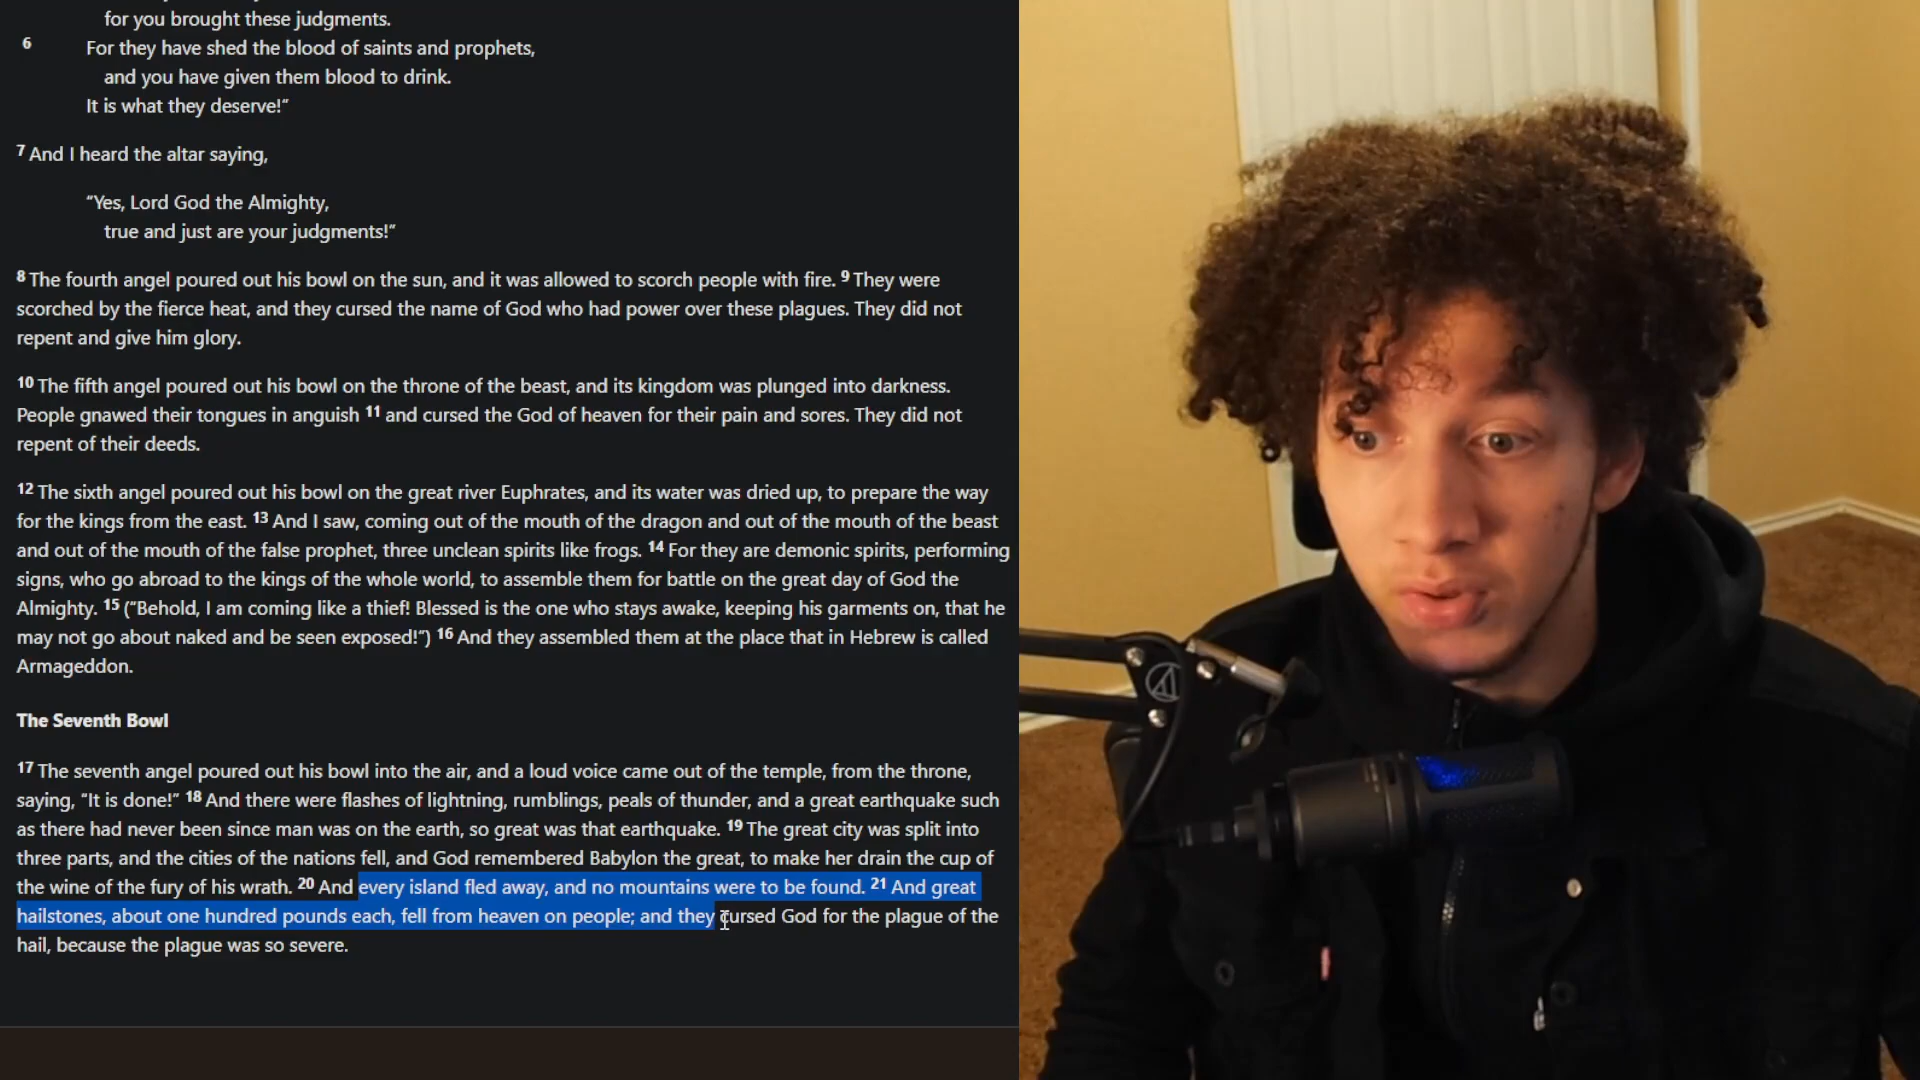 for you brought these judgments.
6 For they have shed the blood of saints and prophets,
and you have given them blood to drink.
It is what they deserve!”
7 And I heard the altar saying,
“Yes, Lord God the Almighty,
true and just are your judgments!”
8 The fourth angel poured out his bowl on the sun, and it was allowed to scorch people with fire. 9 They were
scorched by the fierce heat, and they cursed the name of God who had power over these plagues. They did not
repent and give him glory.
10 The fifth angel poured out his bowl on the throne of the beast, and its kingdom was plunged into darkness.
People gnawed their tongues in anguish 11 and cursed the God of heaven for their pain and sores. They did not
repent of their deeds.
12 The sixth angel poured out his bowl on the great river Euphrates, and its water was dried up, to prepare the way
for the kings from the east. 13 And I saw, coming out of the mouth of the dragon and out of the mouth of the beast
and out of the mouth of the false prophet, three unclean spirits like frogs. 14 For they are demonic spirits, performing
signs, who go abroad to the kings of the whole world, to assemble them for battle on the great day of God the
Almighty. 15 (“Behold, I am coming like a thief! Blessed is the one who stays awake, keeping his garments on, that he
may not go about naked and be seen exposed!”) 16 And they assembled them at the place that in Hebrew is called
Armageddon.
The Seventh Bowl
17 The seventh angel poured out his bowl into the air, and a loud voice came out of the temple, from the throne,
saying, “It is done!” 18 And there were flashes of lightning, rumblings, peals of thunder, and a great earthquake such
as there had never been since man was on the earth, so great was that earthquake. 19 The great city was split into
three parts, and the cities of the nations fell, and God remembered Babylon the great, to make her drain the cup of
the wine of the fury of his wrath. 20 And every island fled away, and no mountains were to be found. 21 And great
hailstones, about one hundred pounds each, fell from heaven on people; and they cursed God for the plague of the
hail, because the plague was so severe.